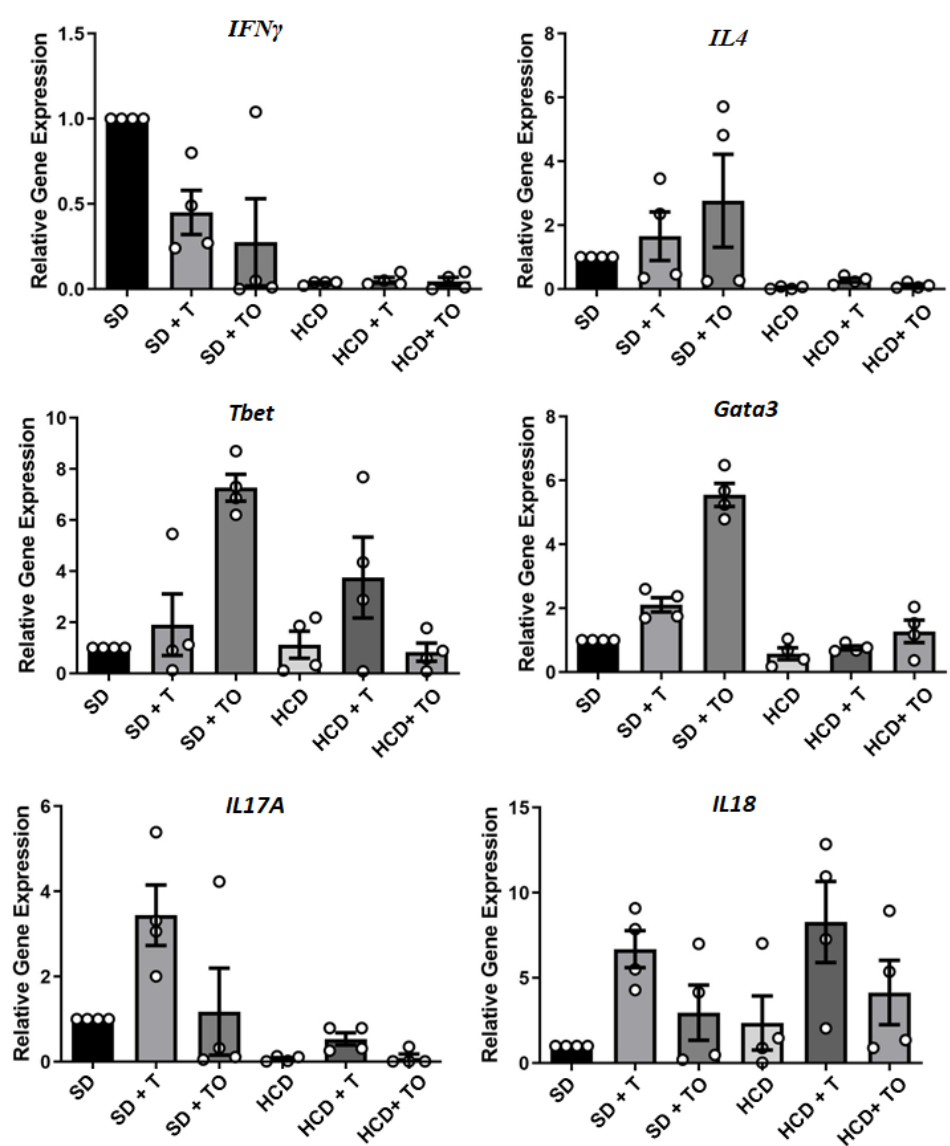 IFNγ
Relative Gene Expression
1.5
1.0
0.5
0.0
SD
SD + T
SD + TO
HCD
HCD + T
HCD+ TO
IL4
Relative Gene Expression
8
6
4
2
0
SD
SD + T
SD + TO
HCD
HCD + T
HCD+ TO
Tbet
Relative Gene Expression
10
8
6
4
2
0
SD
SD + T
SD + TO
HCD
HCD + T
HCD+ TO
Gata3
Relative Gene Expression
8
6
4
2
0
SD
SD + T
SD + TO
HCD
HCD + T
HCD+ TO
IL17A
Relative Gene Expression
6
4
2
0
SD
SD + T
SD + TO
HCD
HCD + T
HCD+ TO
IL18
Relative Gene Expression
15
10
5
0
SD
SD + T
SD + TO
HCD
HCD + T
HCD+ TO